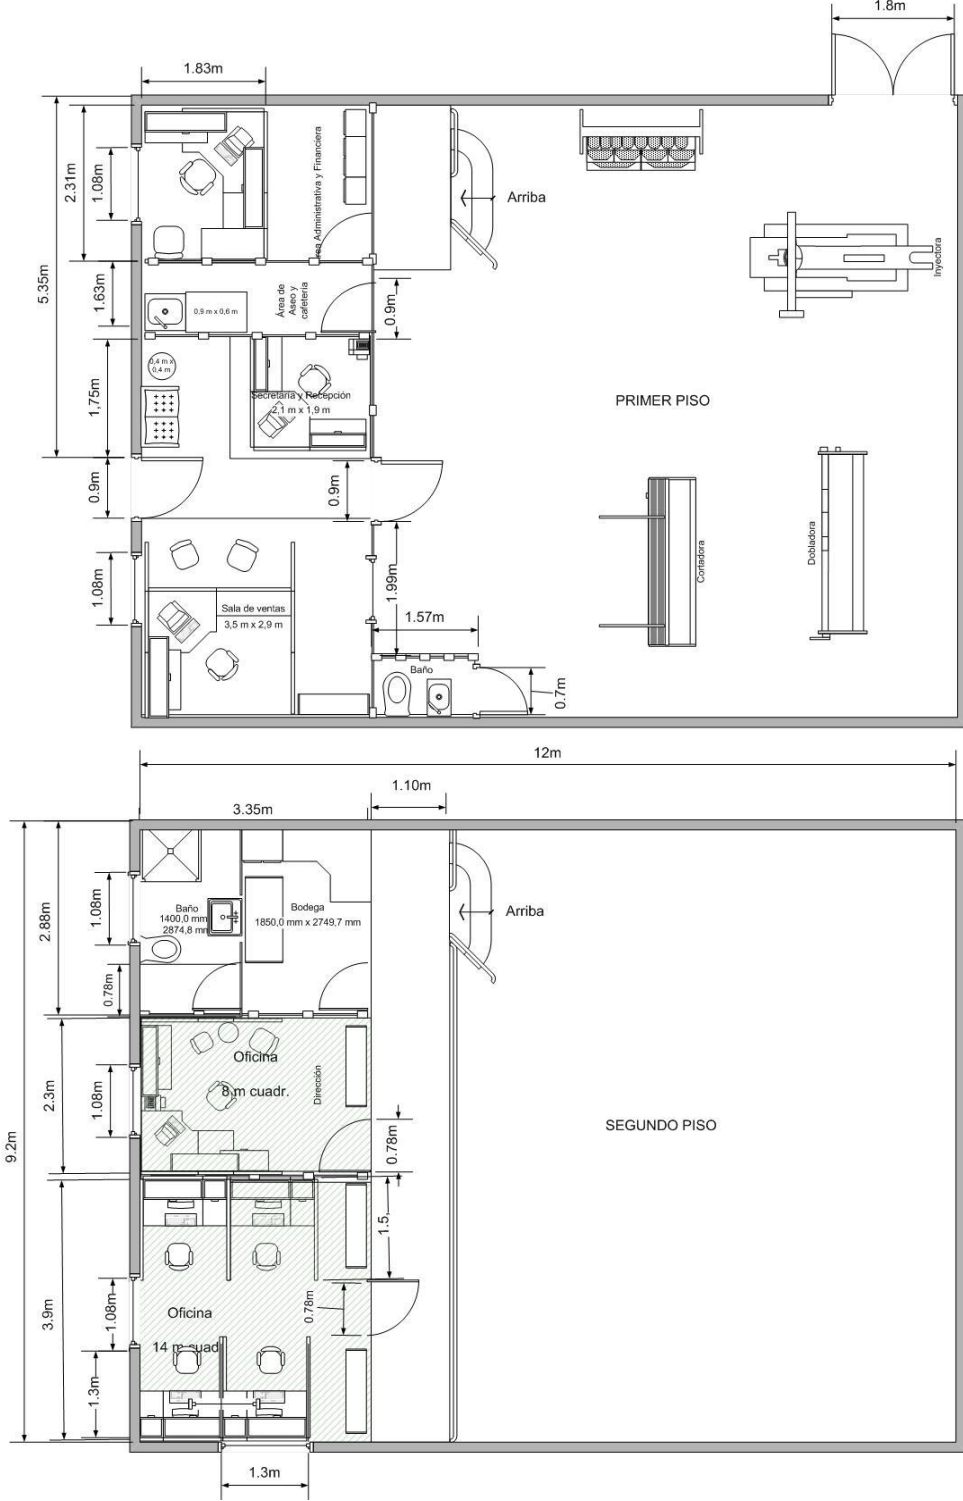 1.8m
1.83m
2.31m
1.08m
5.35m
1.63m
1,75m
0.9m
1.08m
Área Administrativa y Financiera
Arriba
Inyectora
Área de
Aseo y
cafetería
0,9 m x 0,6 m
0.9m
0,4 m x
0,4 m
Secretaria y Recepción
2,1 m x 1,9 m
PRIMER PISO
0.9m
Cortadora
Dobladora
1.99m
1.57m
Sala de ventas
3,5 m x 2,9 m
Baño
0.7m
12m
1.10m
3.35m
9.2m
2.88m
1.08m
0.78m
Baño
1400,0 mm
2874,8 mm
Bodega
1850,0 mm x 2749,7 mm
Arriba
2.3m
1.08m
Oficina
8 m cuadr.
Dirección
0.78m
SEGUNDO PISO
3.9m
1.08m
1.3m
1.5,
0.78m
Oficina
14 m cuad
1.3m